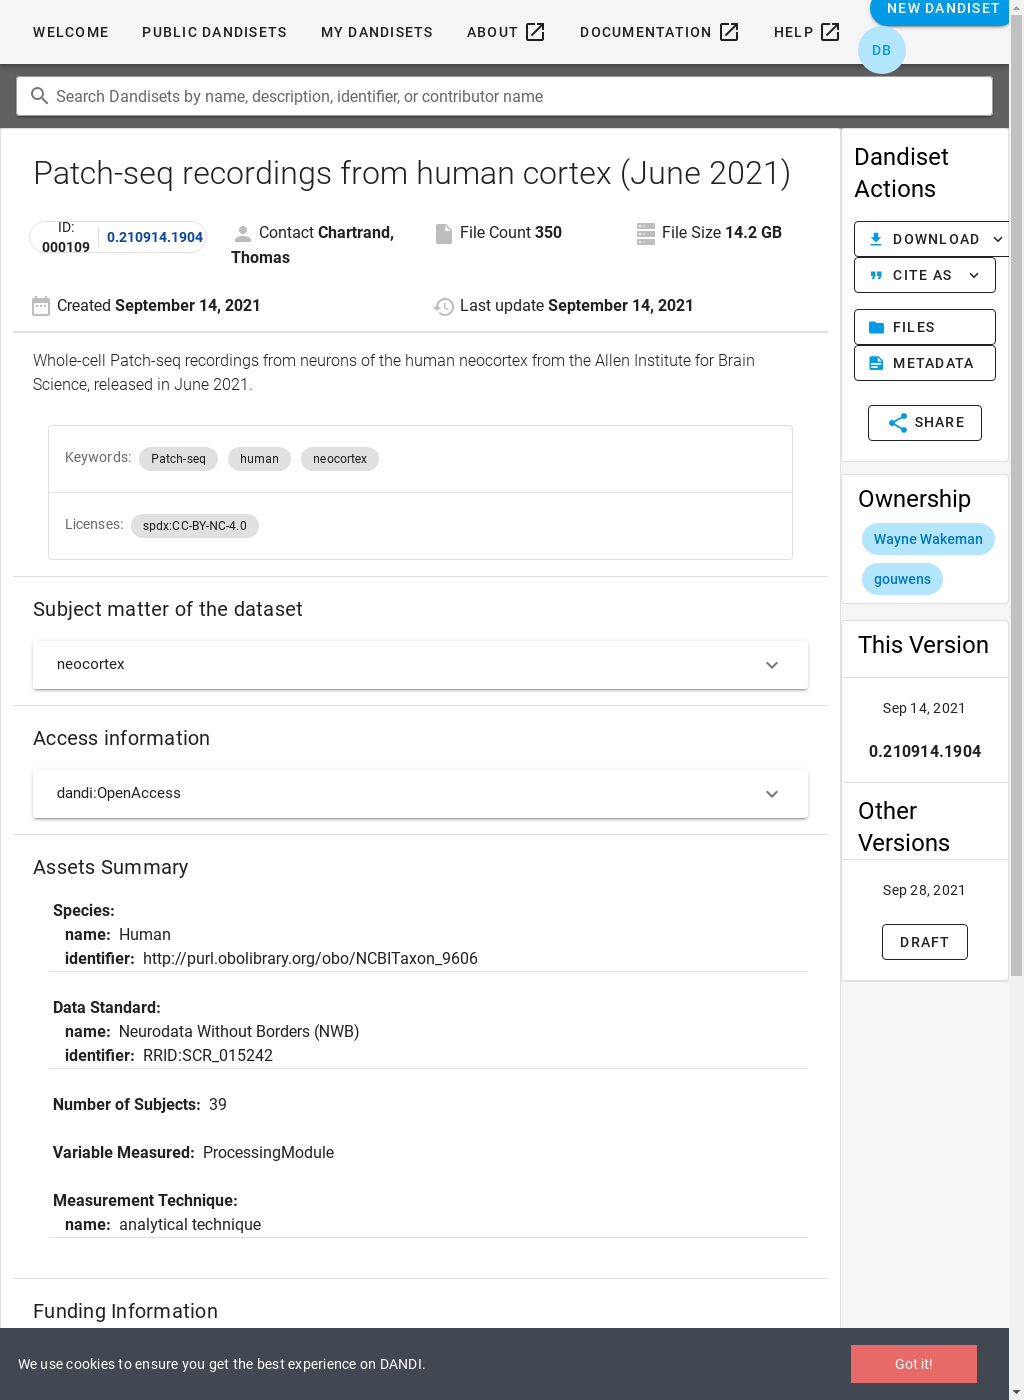 WELCOME PUBLIC DANDISETS MY DANDISETS ABOUT DOCUMENTATION HELP NEW DANDISET
DB
Search Dandisets by name, description, identifier, or contributor name
Patch-seq recordings from human cortex (June 2021)
ID: 000109 0.210914.1904
Contact Chartrand, Thomas
File Count 350
File Size 14.2 GB
Created September 14, 2021
Last update September 14, 2021
Whole-cell Patch-seq recordings from neurons of the human neocortex from the Allen Institute for Brain
Science, released in June 2021.
Keywords: Patch-seq human neocortex
Licenses: spdx:CC-BY-NC-4.0
Subject matter of the dataset
neocortex
Access information
dandi:OpenAccess
Assets Summary
Species:
name: Human
identifier: http://purl.obolibrary.org/obo/NCBITaxon_9606
Data Standard:
name: Neurodata Without Borders (NWB)
identifier: RRID:SCR_015242
Number of Subjects: 39
Variable Measured: ProcessingModule
Measurement Technique:
name: analytical technique
Funding Information
Dandiset
Actions
DOWNLOAD
CITE AS
FILES
METADATA
SHARE
Ownership
Wayne Wakeman
gouwens
This Version
Sep 14, 2021
0.210914.1904
Other
Versions
Sep 28, 2021
DRAFT
We use cookies to ensure you get the best experience on DANDI.
Got it!